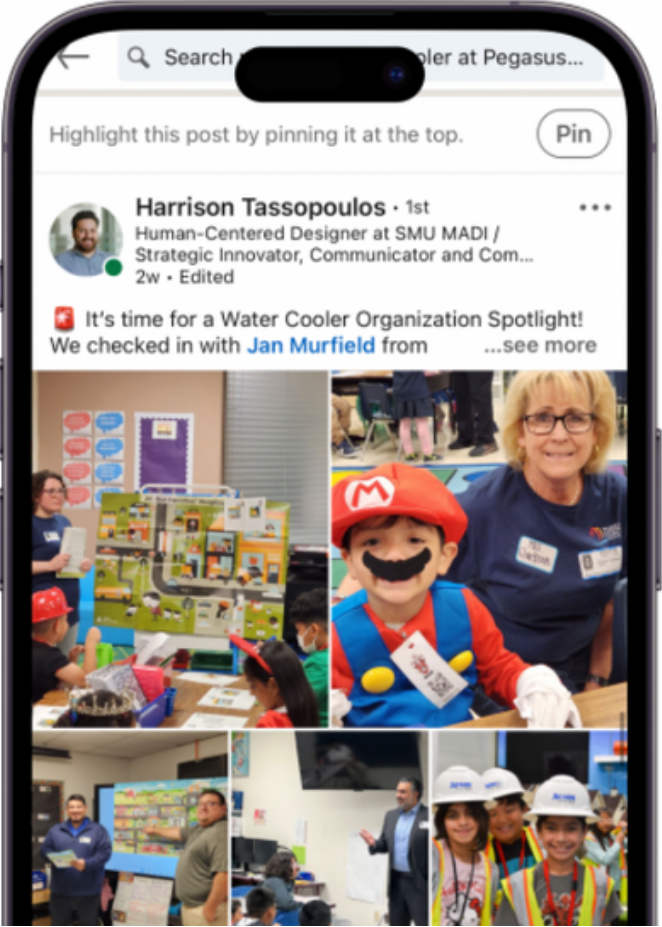 Search
oler at Pegasus...
Highlight this post by pinning it at the top.
Pin
Harrison Tassopoulos • 1st
Human-Centered Designer at SMU MADI /
Strategic Innovator, Communicator and Com...
2w • Edited
🚨 It's time for a Water Cooler Organization Spotlight!
We checked in with Jan Murfield from ...see more
M